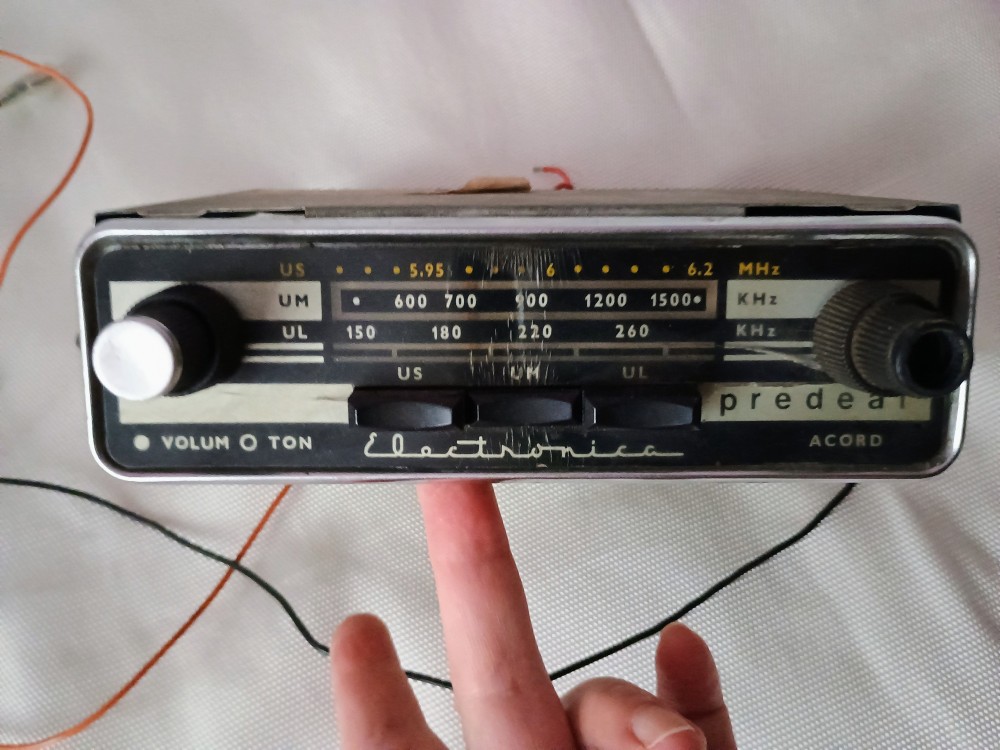 US 5.95 6 6.2 MHz
UM 600 700 900 1200 1500 KHz
UL 150 180 220 260 KHz
US UM UL
predeal
VOLUM TON Electronica ACORD